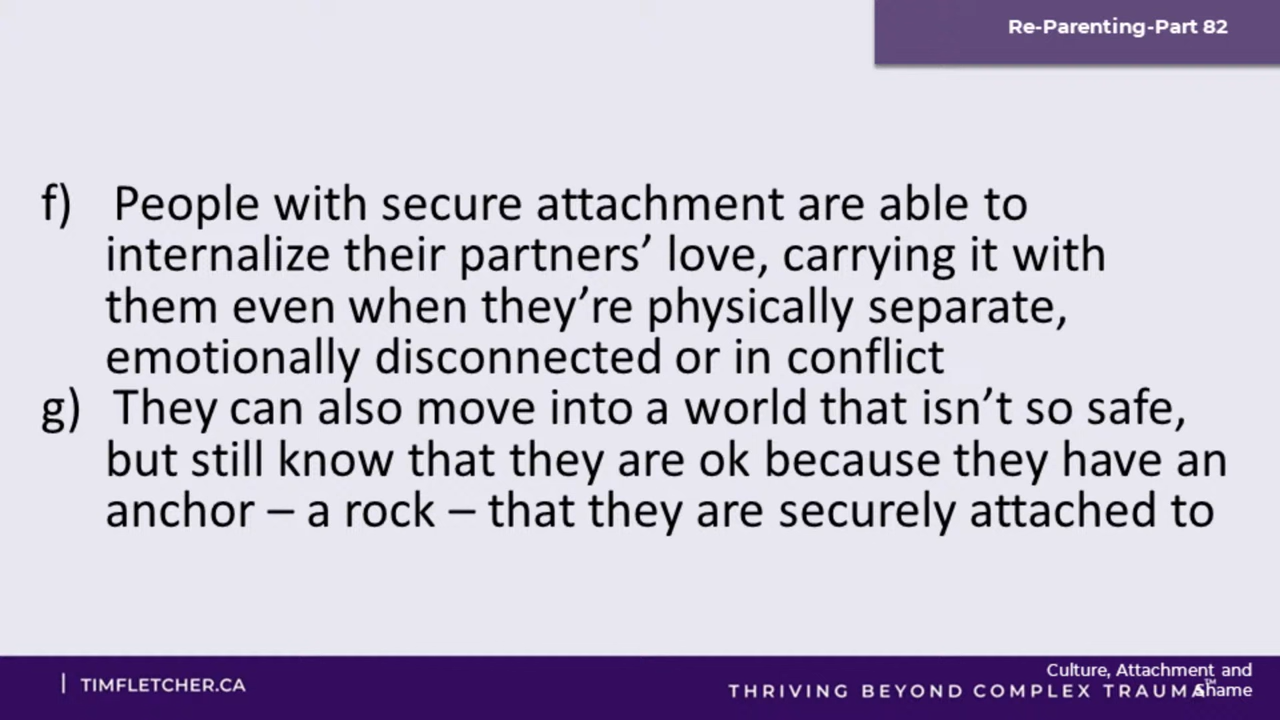 Re-Parenting-Part 82
f) People with secure attachment are able to
internalize their partners’ love, carrying it with
them even when they’re physically separate,
emotionally disconnected or in conflict
g) They can also move into a world that isn’t so safe,
but still know that they are ok because they have an
anchor – a rock – that they are securely attached to
| TIMFLETCHER.CA
Culture, Attachment and
Shame
THRIVING BEYOND COMPLEX TRAUMA™